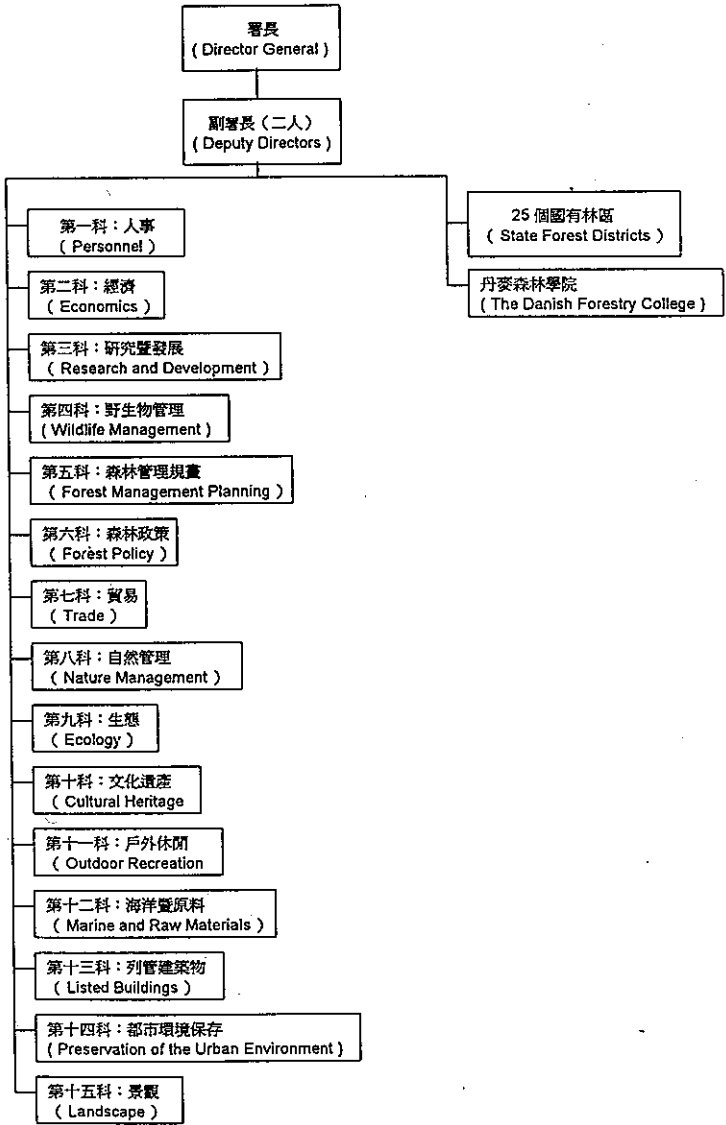 署長
( Director General )
副署長（二人）
( Deputy Directors )
第一科：人事
( Personnel )
第二科：經濟
( Economics )
第三科：研究暨發展
( Research and Development )
第四科：野生物管理
( Wildlife Management )
第五科：森林管理規畫
( Forest Management Planning )
第六科：森林政策
( Forest Policy )
第七科：貿易
( Trade )
第八科：自然管理
( Nature Management )
第九科：生態
( Ecology )
第十科：文化遺產
( Cultural Heritage
第十一科：戶外休閒
( Outdoor Recreation
第十二科：海洋暨原料
( Marine and Raw Materials )
第十三科：列管建築物
( Listed Buildings )
第十四科：都市環境保存
( Preservation of the Urban Environment )
第十五科：景觀
( Landscape )
25 個國有林區
( State Forest Districts )
丹麥森林學院
( The Danish Forestry College )